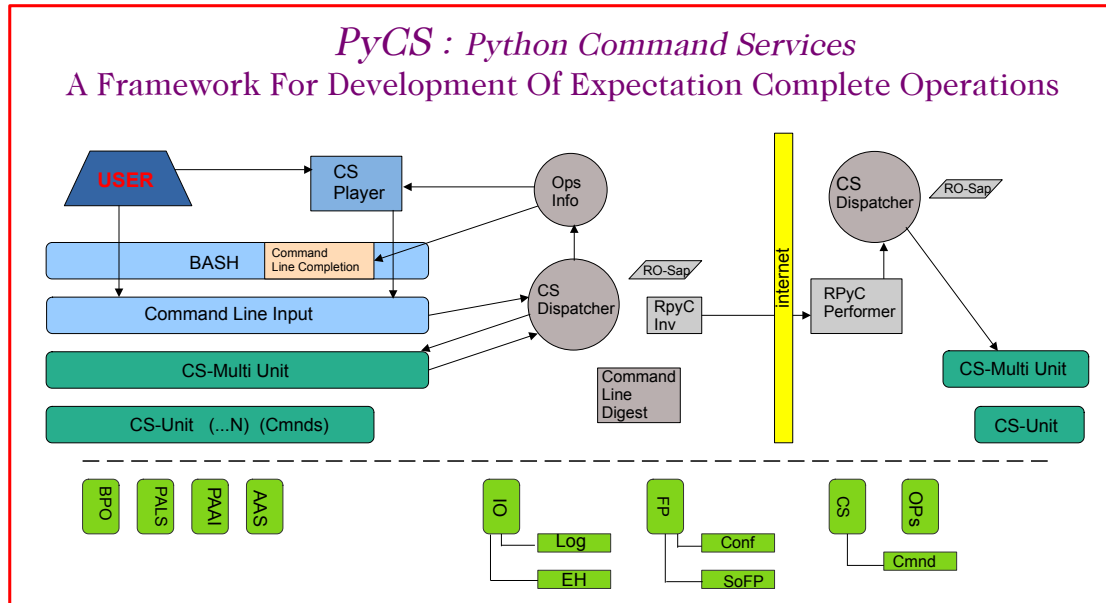 PyCS : Python Command Services
A Framework For Development Of Expectation Complete Operations
USER
CS
Player
Ops
Info
CS
Dispatcher
RO-Sap
BASH
Command
Line Completion
Command Line Input
CS
Dispatcher
RO-Sap
RpyC
Inv
internet
RPyC
Performer
CS-Multi Unit
Command
Line
Digest
CS-Multi Unit
CS-Unit (...N) (Cmnds)
CS-Unit
BPO
PALS
PAAI
AAS
IO
Log
EH
FP
Conf
SoFP
CS
OPs
Cmnd